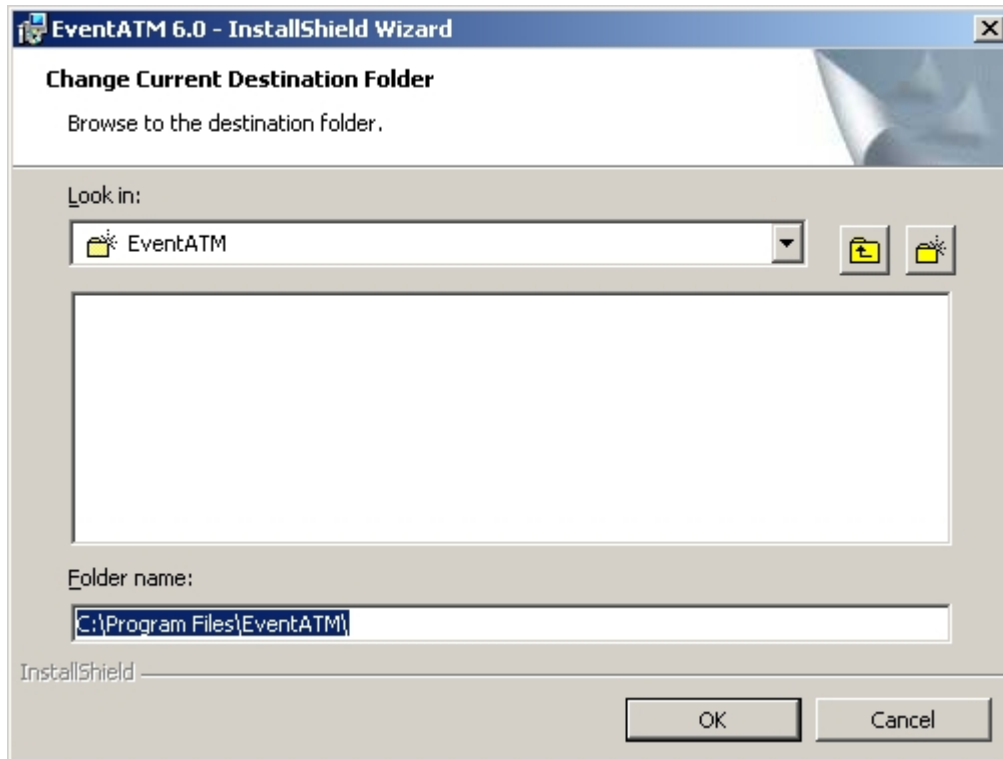 EventATM 6.0 - InstallShield Wizard
Change Current Destination Folder
Browse to the destination folder.
Look in:
EventATM
Folder name:
C:\Program Files\EventATM\
InstallShield
OK Cancel